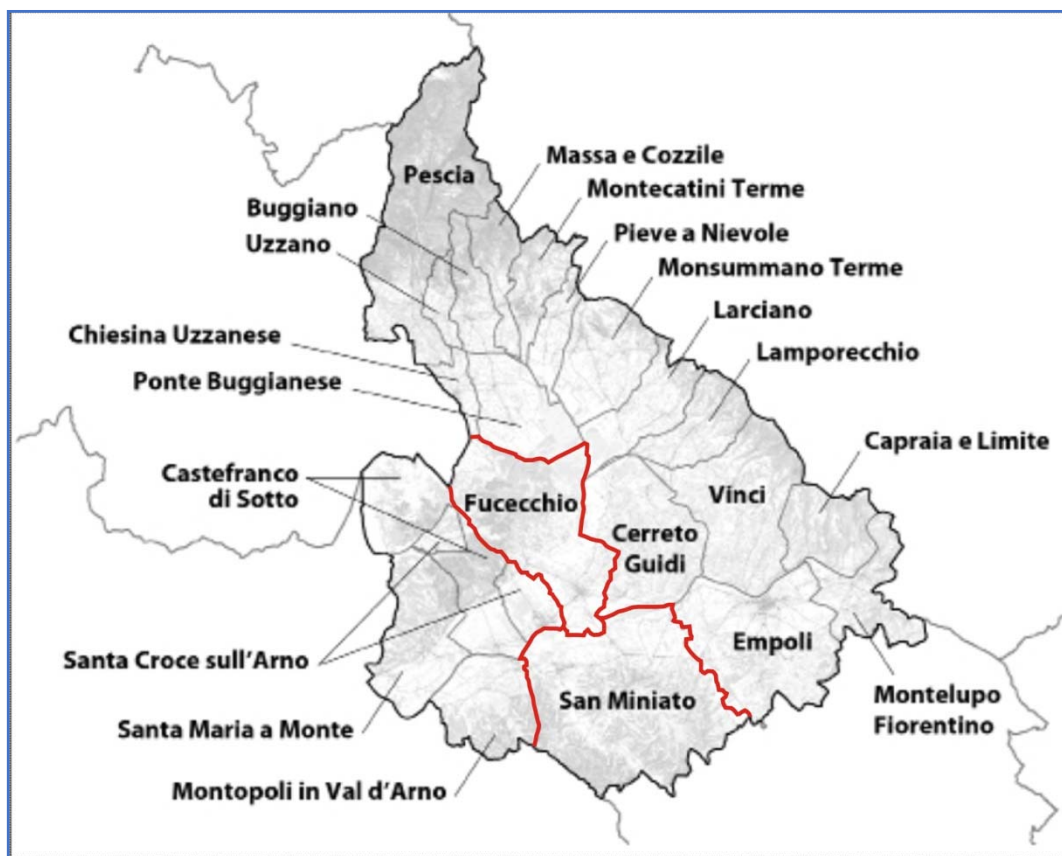 Massa e Cozzile
Pescia
Montecatini Terme
Buggiano
Pieve a Nievole
Uzzano
Monsummano Terme
Larciano
Chiesina Uzzanese
Lamporecchio
Ponte Buggianese
Capraia e Limite
Castefranco
di Sotto
Fucecchio
Vinci
Cerreto
Guidi
Empoli
Santa Croce sull'Arno
San Miniato
Montelupo
Fiorentino
Santa Maria a Monte
Montopoli in Val d'Arno